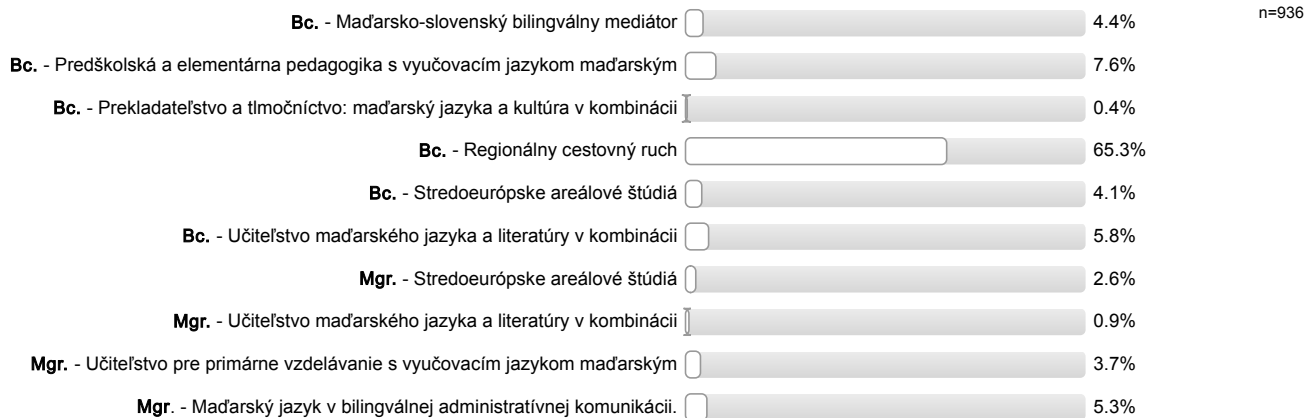 n=936
Bc. - Maďarsko-slovenský bilingválny mediátor 4.4%
Bc. - Predškolská a elementárna pedagogika s vyučovacím jazykom maďarským 7.6%
Bc. - Prekladateľstvo a tlmočníctvo: maďarský jazyka a kultúra v kombinácii 0.4%
Bc. - Regionálny cestovný ruch 65.3%
Bc. - Stredoeurópske areálové štúdiá 4.1%
Bc. - Učiteľstvo maďarského jazyka a literatúry v kombinácii 5.8%
Mgr. - Stredoeurópske areálové štúdiá 2.6%
Mgr. - Učiteľstvo maďarského jazyka a literatúry v kombinácii 0.9%
Mgr. - Učiteľstvo pre primárne vzdelávanie s vyučovacím jazykom maďarským 3.7%
Mgr. - Maďarský jazyk v bilingválnej administratívnej komunikácii. 5.3%